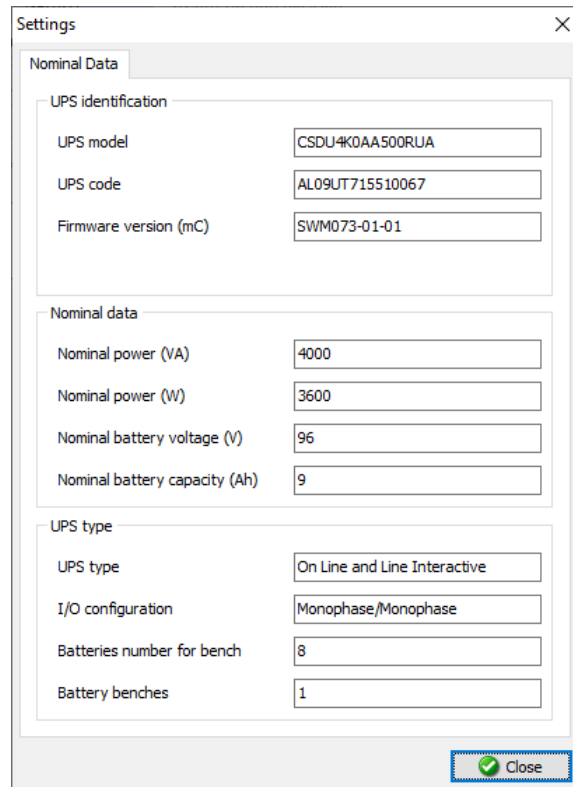 Settings
Nominal Data
UPS identification
UPS model CSDU4K0AA500RUA
UPS code AL09UT715510067
Firmware version (mC) SWM073-01-01
Nominal data
Nominal power (VA) 4000
Nominal power (W) 3600
Nominal battery voltage (V) 96
Nominal battery capacity (Ah) 9
UPS type
UPS type On Line and Line Interactive
I/O configuration Monophase/Monophase
Batteries number for bench 8
Battery benches 1
Close